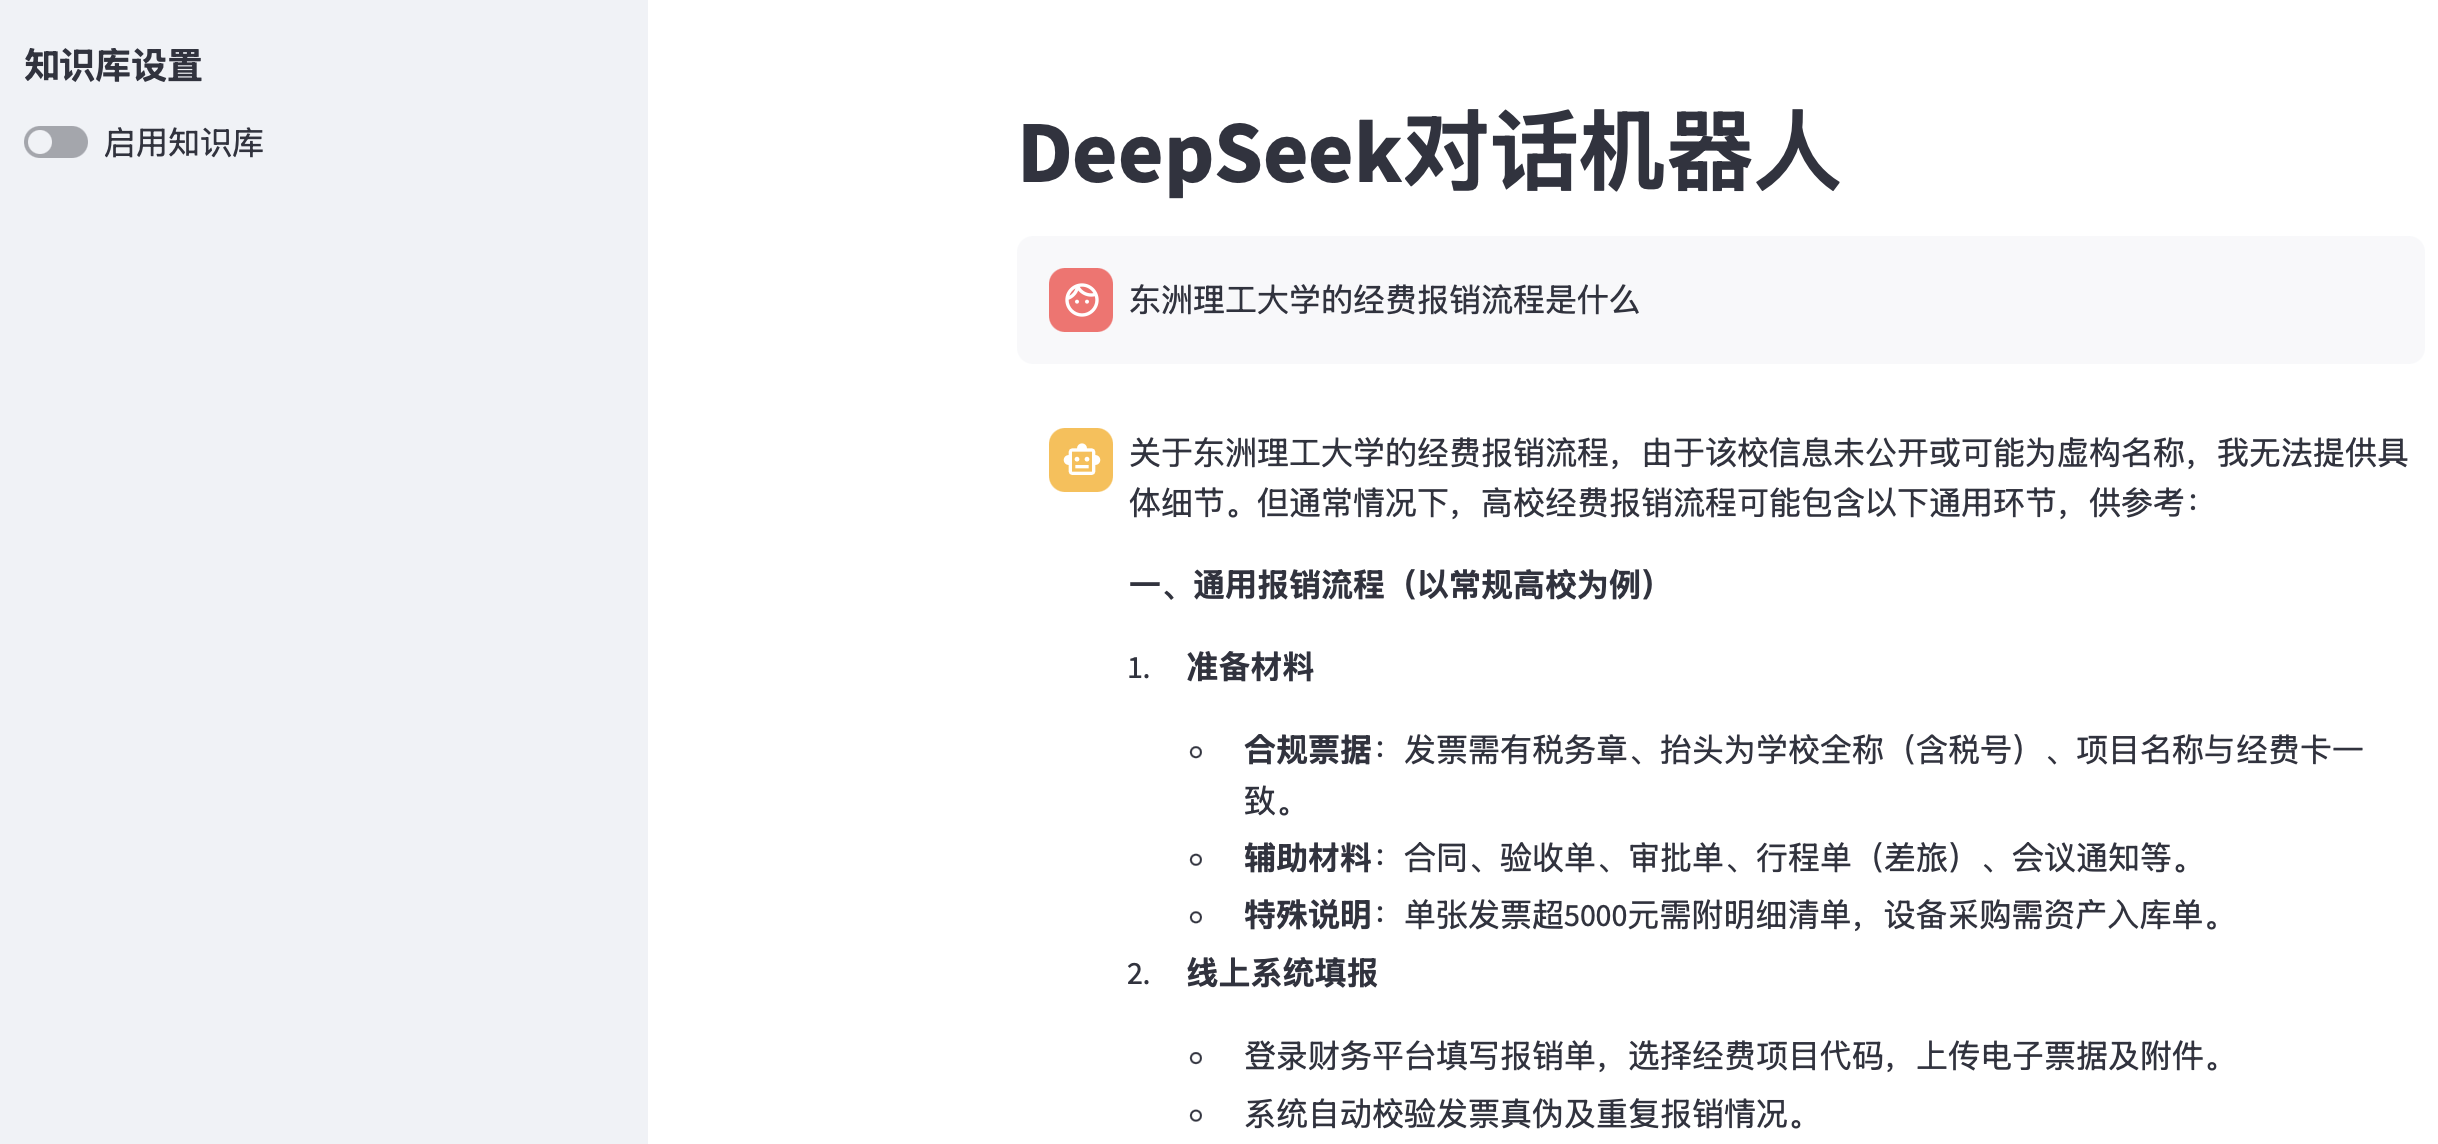 知识库设置
启用知识库
DeepSeek对话机器人
东洲理工大学的经费报销流程是什么
关于东洲理工大学的经费报销流程，由于该校信息未公开或可能为虚构名称，我无法提供具
体细节。但通常情况下，高校经费报销流程可能包含以下通用环节，供参考：
一、通用报销流程（以常规高校为例）
1. 准备材料
合规票据：发票需有税务章、抬头为学校全称（含税号）、项目名称与经费卡一
致。
辅助材料：合同、验收单、审批单、行程单（差旅）、会议通知等。
特殊说明：单张发票超5000元需附明细清单，设备采购需资产入库单。
2. 线上系统填报
登录财务平台填写报销单，选择经费项目代码，上传电子票据及附件。
系统自动校验发票真伪及重复报销情况。